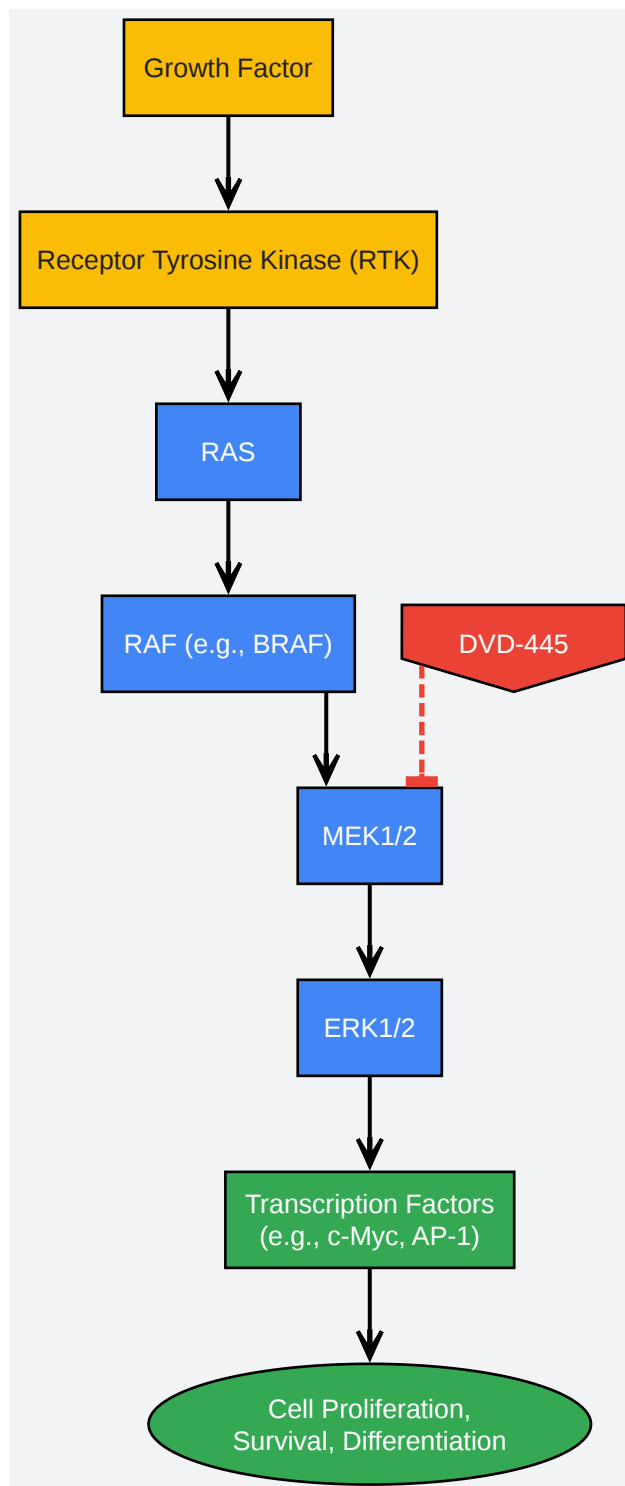 Growth Factor
Receptor Tyrosine Kinase (RTK)
RAS
RAF (e.g., BRAF)
DVD-445
MEK1/2
ERK1/2
Transcription Factors
(e.g., c-Myc, AP-1)
Cell Proliferation,
Survival, Differentiation